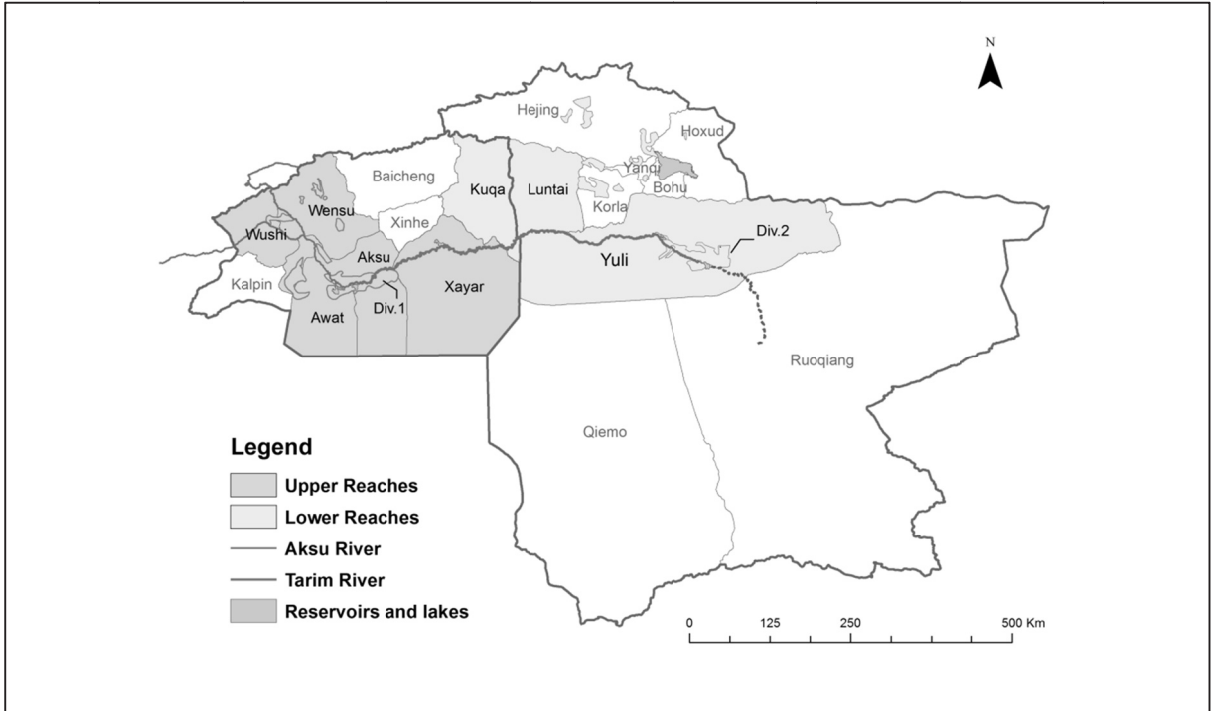 N
Hejing
Hoxud
Baicheng
Yanqi
Kuqa
Luntai
Bohu
Wensu
Korla
Xinhe
Wushi
Div.2
Aksu
Yuli
Kalpin
Xayar
Div.1
Awat
Rucqiang
Qiemo
Legend
Upper Reaches
Lower Reaches
Aksu River
Tarim River
Reservoirs and lakes
0 125 250 500 Km